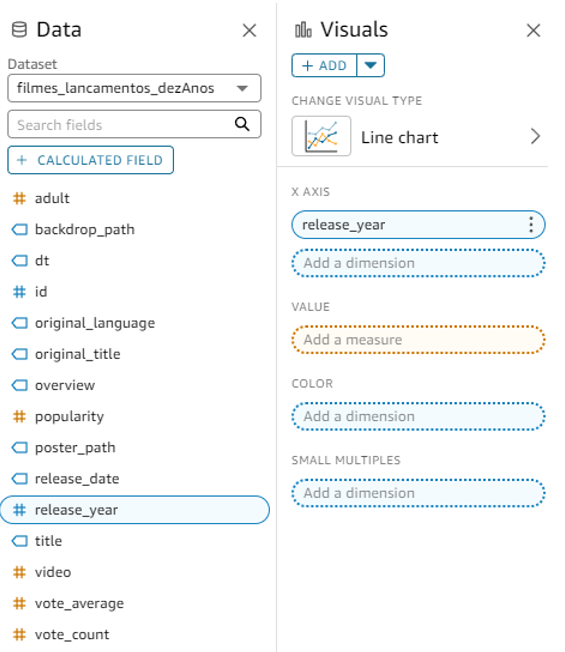 Data
Dataset
filmes_lancamentos_dezAnos
Search fields
+ CALCULATED FIELD
# adult
backdrop_path
dt
# id
original_language
original_title
overview
# popularity
poster_path
release_date
# release_year
title
# video
# vote_average
# vote_count
Visuals
+ ADD
CHANGE VISUAL TYPE
Line chart
X AXIS
release_year
Add a dimension
VALUE
Add a measure
COLOR
Add a dimension
SMALL MULTIPLES
Add a dimension